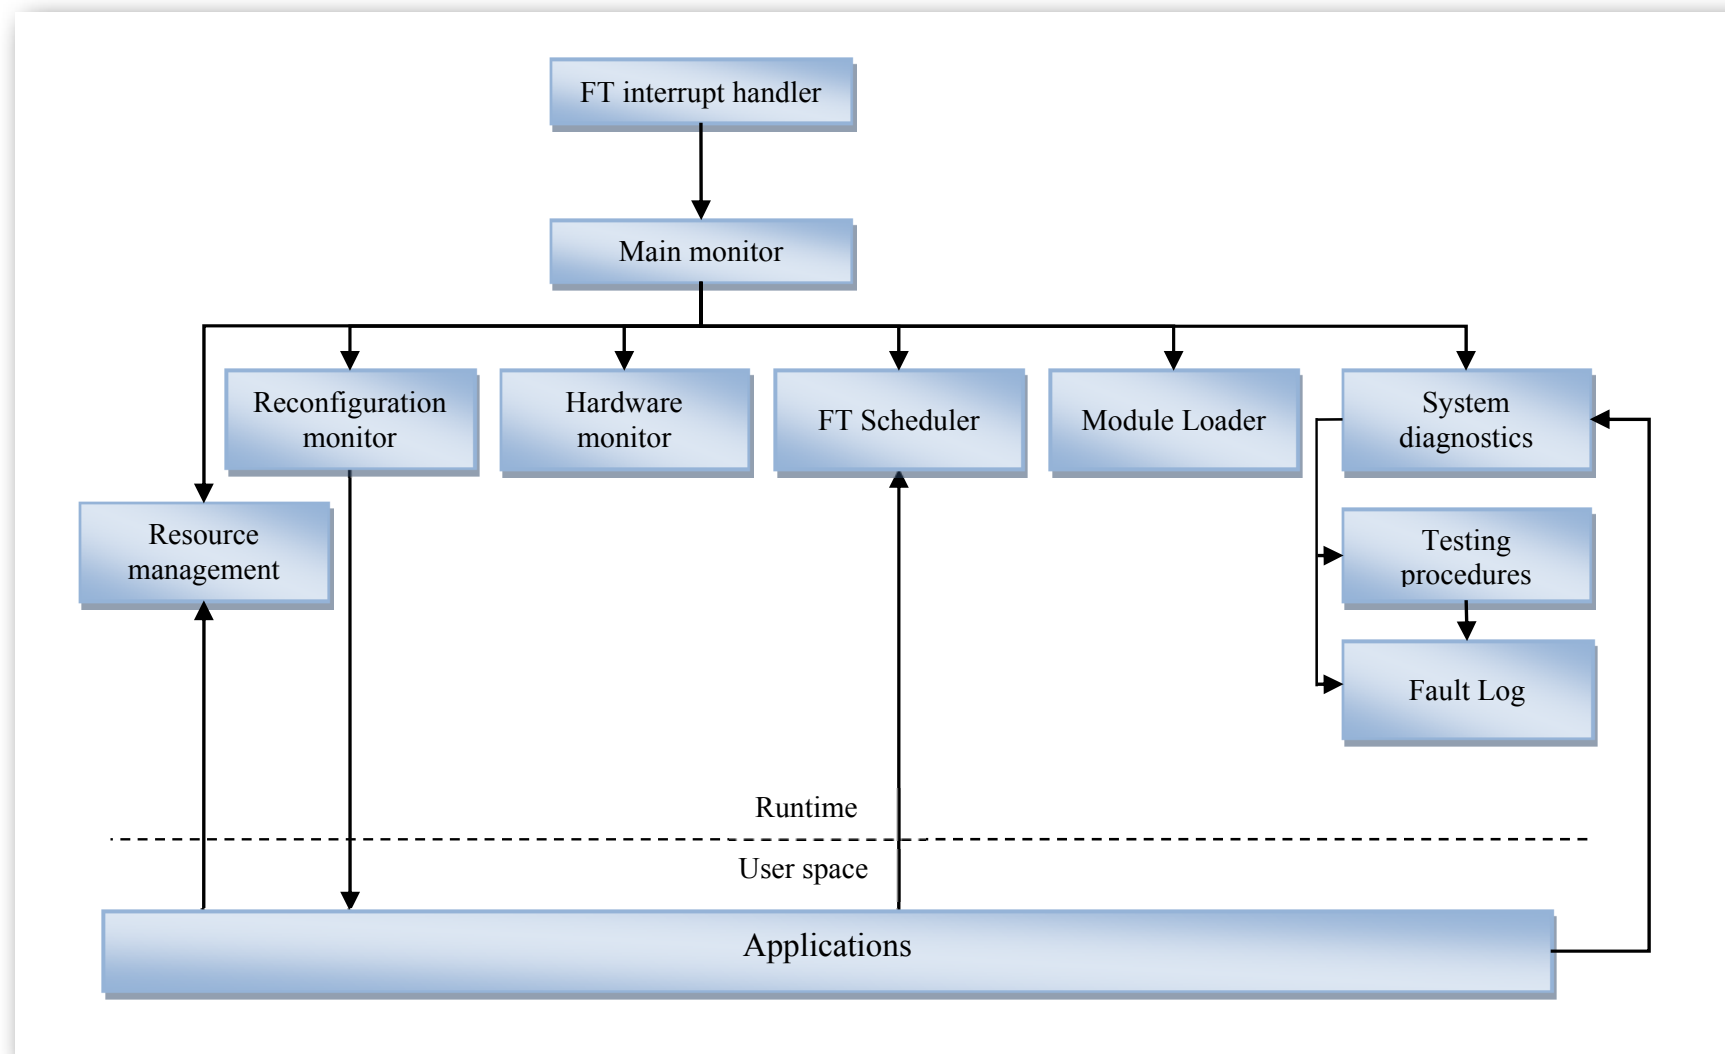 FT interrupt handler
Main monitor
Reconfiguration
monitor
Hardware
monitor
FT Scheduler
Module Loader
System
diagnostics
Resource
management
Testing
procedures
Fault Log
Runtime
User space
Applications